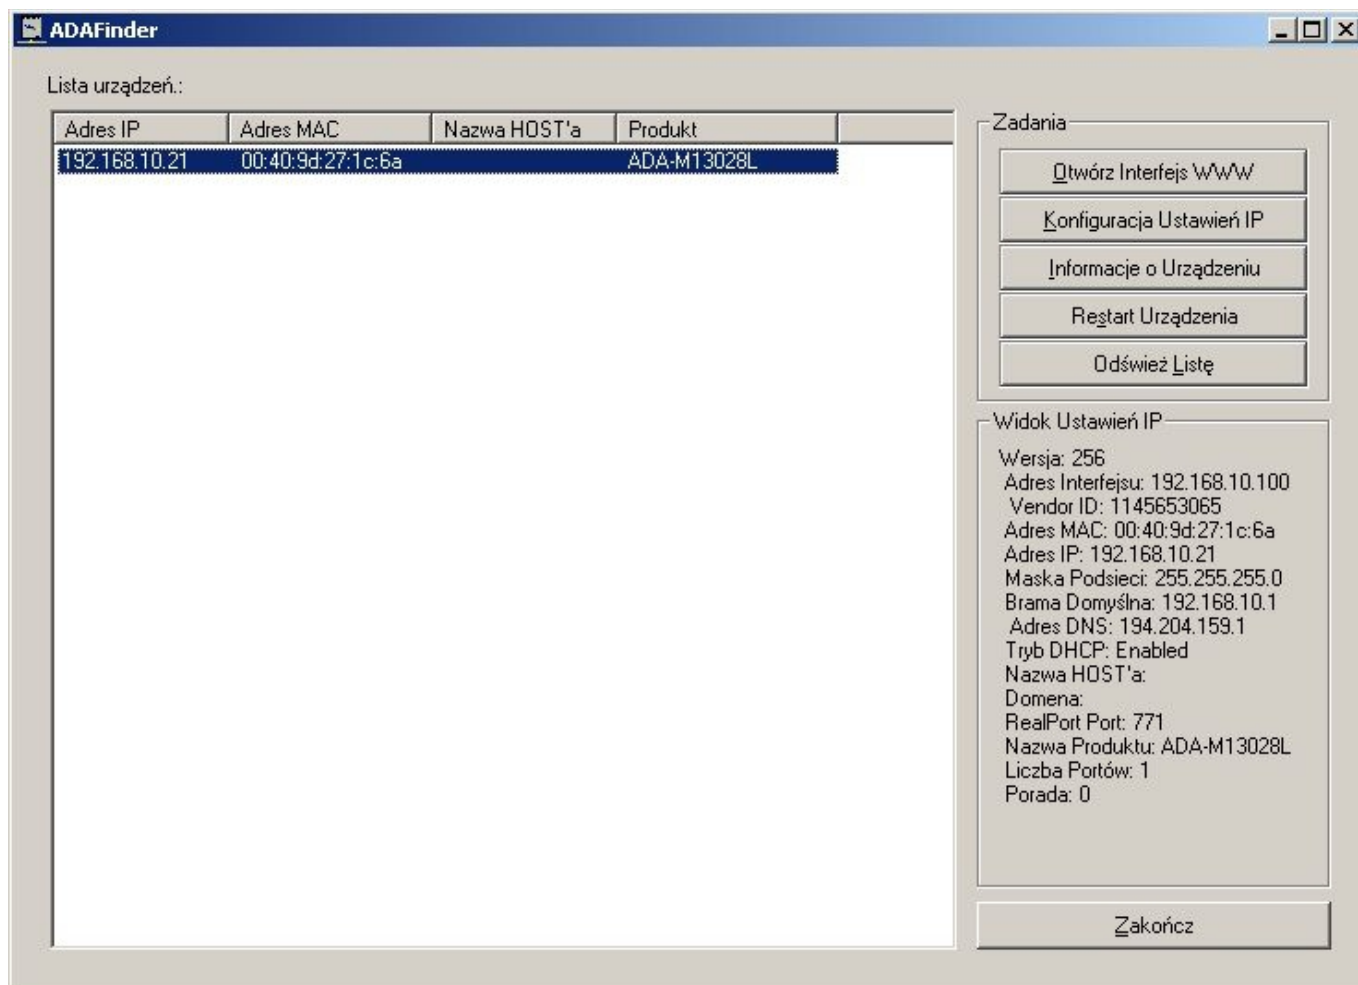 ADAFinder
Lista urządzeń.:
Adres IP Adres MAC Nazwa HOST'a Produkt
192.168.10.21 00:40:9d:27:1c:6a ADA-M13028L
Zadania
Otwórz Interfejs WWW
Konfiguracja Ustawień IP
Informacje o Urządzeniu
Restart Urządzenia
Odśwież Listę
Widok Ustawień IP
Wersja: 256
Adres Interfejsu: 192.168.10.100
Vendor ID: 1145653065
Adres MAC: 00:40:9d:27:1c:6a
Adres IP: 192.168.10.21
Maska Podsieci: 255.255.255.0
Brama Domyślna: 192.168.10.1
Adres DNS: 194.204.159.1
Tryb DHCP: Enabled
Nazwa HOST'a:
Domena:
RealPort Port: 771
Nazwa Produktu: ADA-M13028L
Liczba Portów: 1
Porada: 0
Zakończ